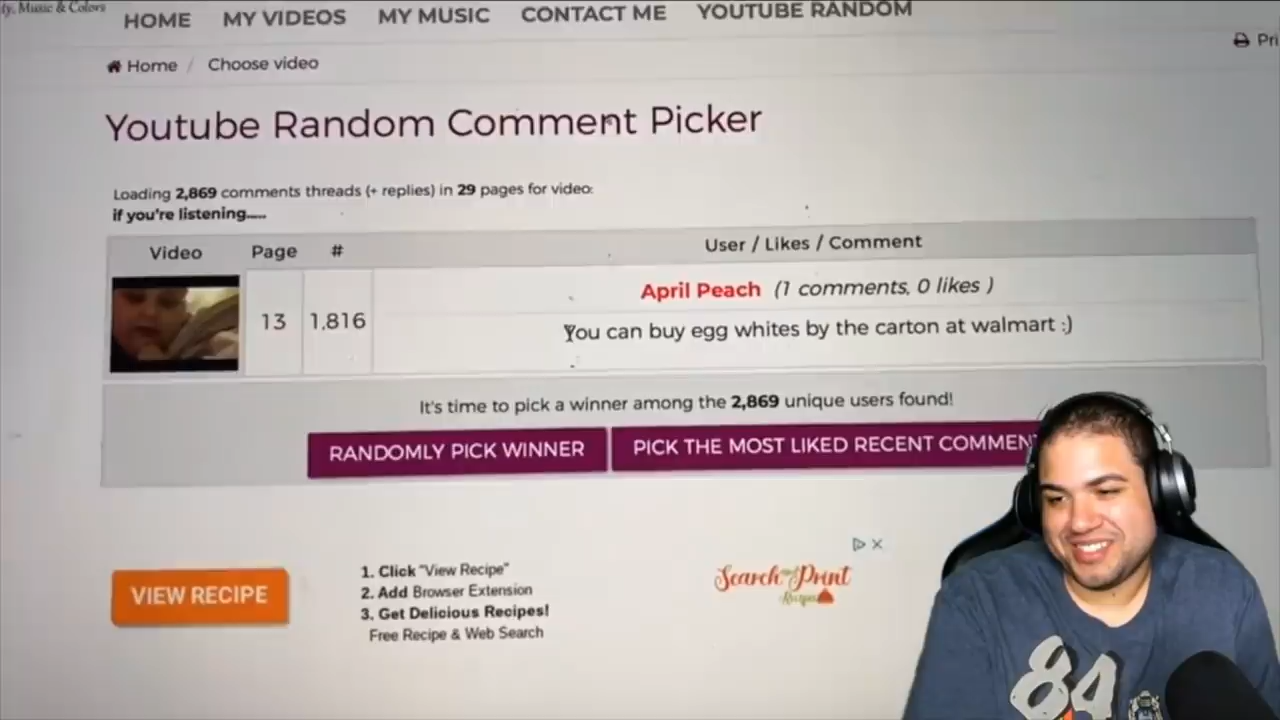 fy, Music & Colors
HOME MY VIDEOS MY MUSIC CONTACT ME YOUTUBE RANDOM
Pri
Home / Choose video
Youtube Random Comment Picker
Loading 2,869 comments threads (+ replies) in 29 pages for video:
if you're listening.....
Video Page # User / Likes / Comment
April Peach (1 comments, 0 likes )
13 1,816
You can buy egg whites by the carton at walmart :)
It's time to pick a winner among the 2,869 unique users found!
RANDOMLY PICK WINNER PICK THE MOST LIKED RECENT COMMEN
VIEW RECIPE
1. Click "View Recipe"
2. Add Browser Extension
3. Get Delicious Recipes!
Free Recipe & Web Search
Search Print
Recipes
84